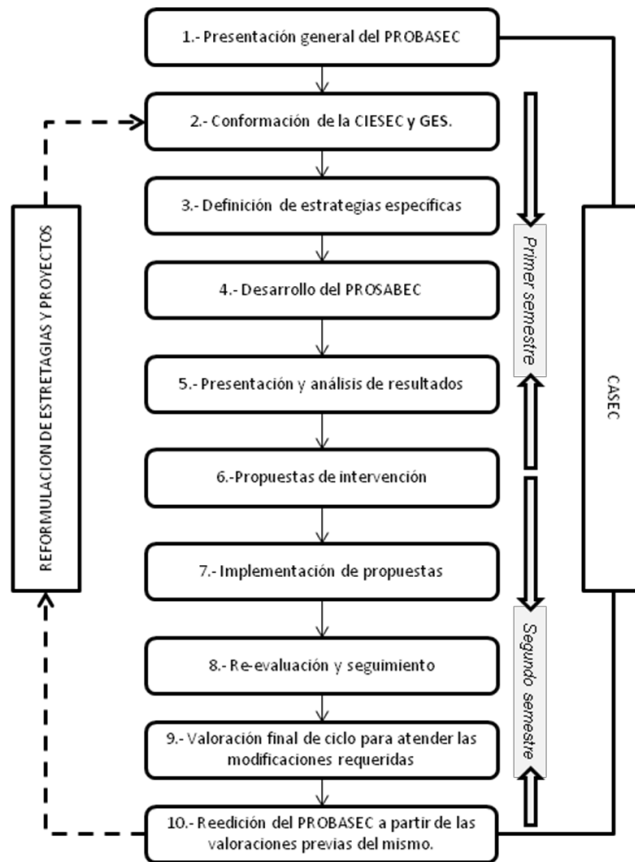 1.- Presentación general del PROBASEC
2.- Conformación de la CIESEC y GES.
3.- Definición de estrategias específicas
4.- Desarrollo del PROSABEC
5.- Presentación y análisis de resultados
6.-Propuestas de intervención
7.- Implementación de propuestas
8.- Re-evaluación y seguimiento
9.- Valoración final de ciclo para atender las
modificaciones requeridas
10.- Reedición del PROBASEC a partir de las
valoraciones previas del mismo.
REFORMULACION DE ESTRETAGIAS Y PROYECTOS
Primer semestre
Segundo semestre
CASEC